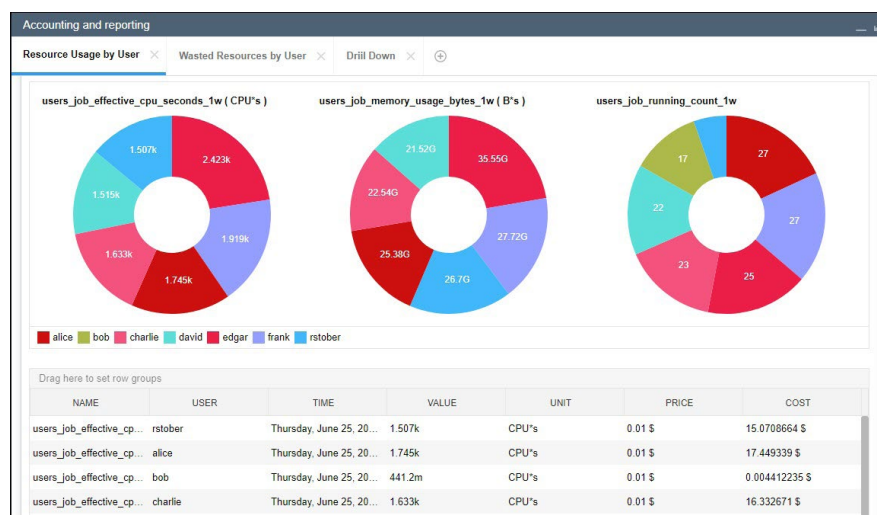 Accounting and reporting
Resource Usage by User
Wasted Resources by User
Drill Down
users_job_effective_cpu_seconds_1w ( CPU*s )
users_job_memory_usage_bytes_1w ( B*s )
users_job_running_count_1w
1.507k
2.423k
1.515k
1.919k
1.633k
1.745k
21.52G
35.55G
22.54G
27.72G
25.38G
26.7G
17
27
22
27
23
25
alice bob charlie david edgar frank rstober
Drag here to set row groups
NAME USER TIME VALUE UNIT PRICE COST
users_job_effective_cp... rstober Thursday, June 25, 20... 1.507k CPU*s 0.01 $ 15.0708664 $
users_job_effective_cp... alice Thursday, June 25, 20... 1.745k CPU*s 0.01 $ 17.449339 $
users_job_effective_cp... bob Thursday, June 25, 20... 441.2m CPU*s 0.01 $ 0.004412235 $
users_job_effective_cp... charlie Thursday, June 25, 20... 1.633k CPU*s 0.01 $ 16.332671 $